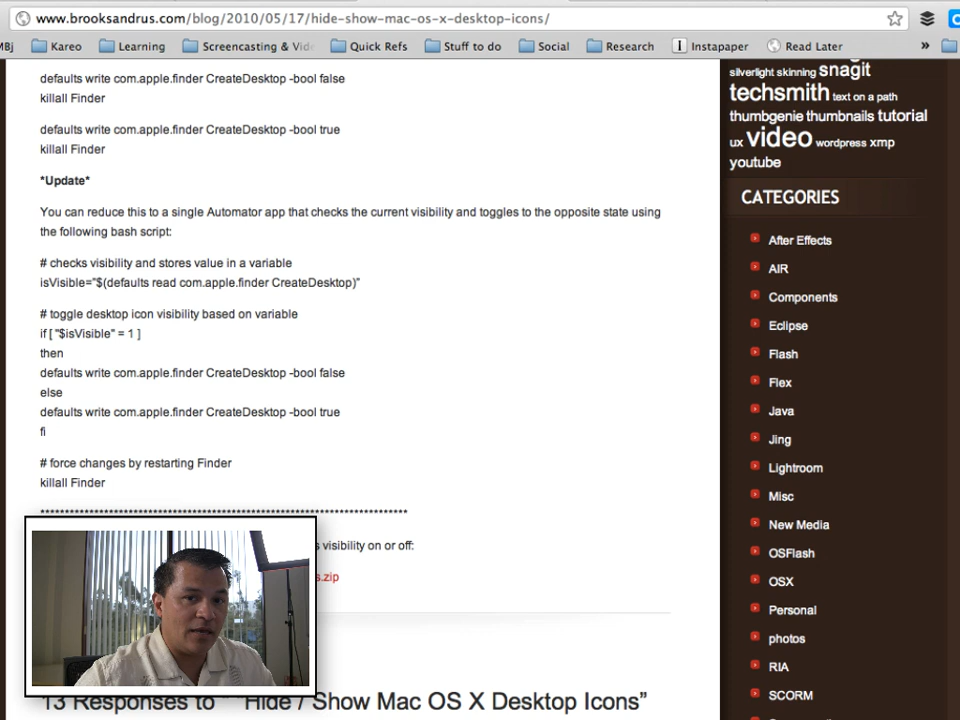 www.brooksandrus.com/blog/2010/05/17/hide-show-mac-os-x-desktop-icons/
Kareo Learning Screencasting & Vid Quick Refs Stuff to do Social Research Instapaper Read Later »
defaults write com.apple.finder CreateDesktop -bool false
killall Finder
defaults write com.apple.finder CreateDesktop -bool true
killall Finder
*Update*
You can reduce this to a single Automator app that checks the current visibility and toggles to the opposite state using
the following bash script:
# checks visibility and stores value in a variable
isVisible="$(defaults read com.apple.finder CreateDesktop)"
# toggle desktop icon visibility based on variable
if [ "$isVisible" = 1 ]
then
defaults write com.apple.finder CreateDesktop -bool false
else
defaults write com.apple.finder CreateDesktop -bool true
fi
# force changes by restarting Finder
killall Finder
s visibility on or off:
s.zip
13 Responses to " Hide / Show Mac OS X Desktop Icons"
silverlight skinning snagit
techsmith text on a path
thumbgenie thumbnails tutorial
ux video wordpress xmp
youtube
CATEGORIES
After Effects
AIR
Components
Eclipse
Flash
Flex
Java
Jing
Lightroom
Misc
New Media
OSFlash
OSX
Personal
photos
RIA
SCORM